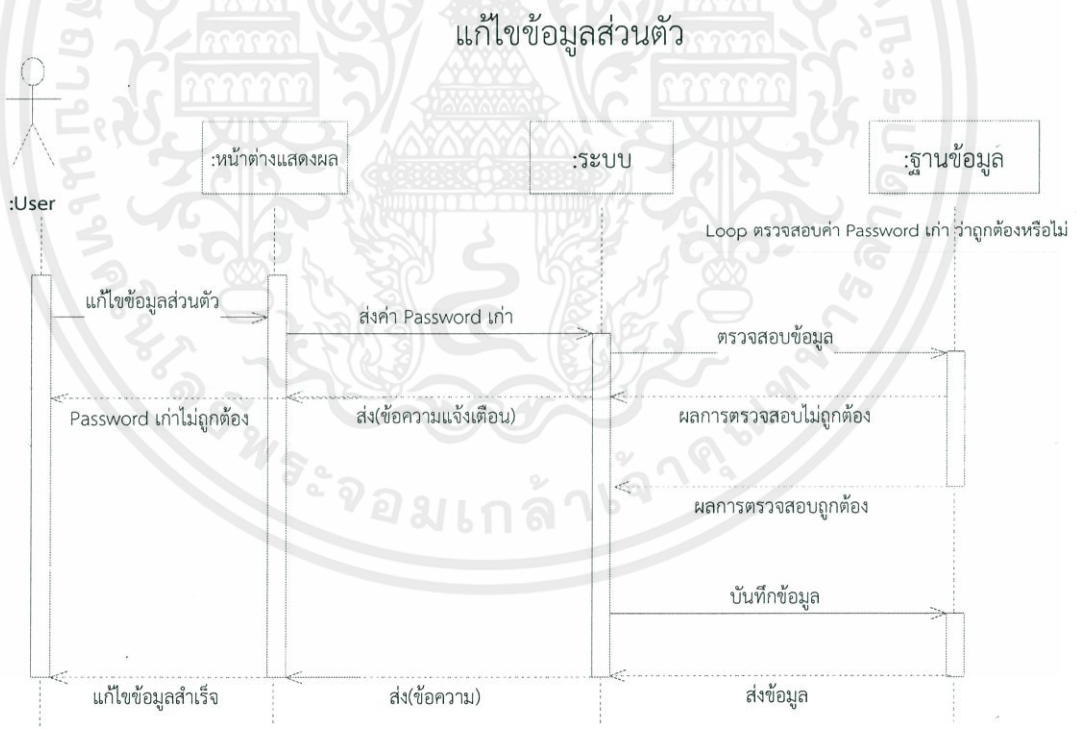 แก้ไขข้อมูลส่วนตัว
:หน้าต่างแสดงผล
:ระบบ
:ฐานข้อมูล
:User
Loop ตรวจสอบค่า Password เก่า ว่าถูกต้องหรือไม่
แก้ไขข้อมูลส่วนตัว
ส่งค่า Password เก่า
ตรวจสอบข้อมูล
Password เก่าไม่ถูกต้อง
ส่ง(ข้อความแจ้งเตือน)
ผลการตรวจสอบไม่ถูกต้อง
ผลการตรวจสอบถูกต้อง
บันทึกข้อมูล
แก้ไขข้อมูลสำเร็จ
ส่ง(ข้อความ)
ส่งข้อมูล